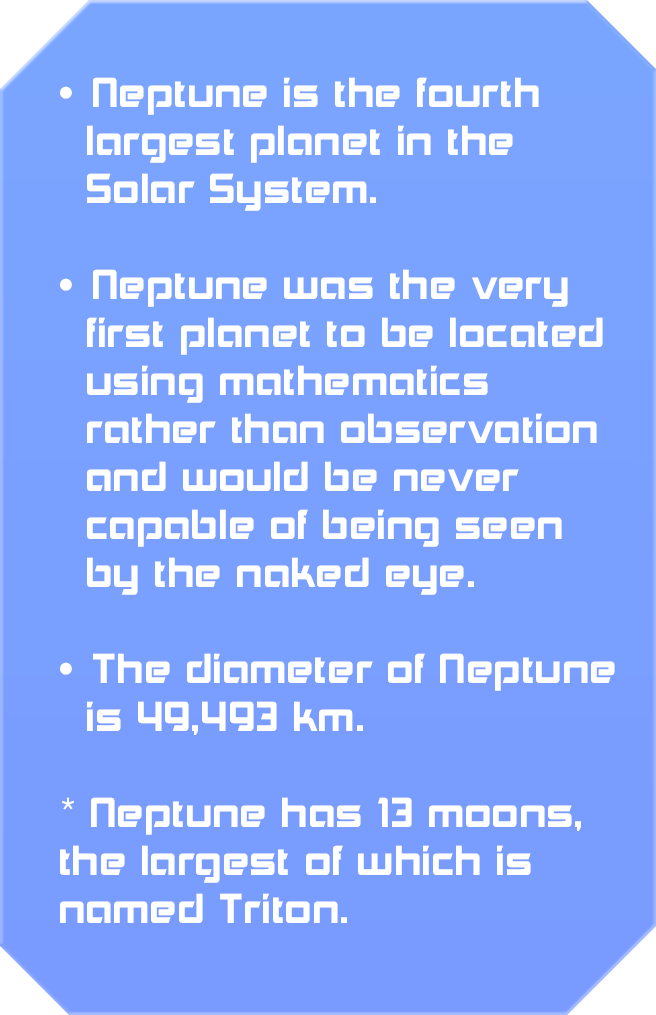 • Neptune is the fourth
largest planet in the
Solar System.
• Neptune was the very
first planet to be located
using mathematics
rather than observation
and would be never
capable of being seen
by the naked eye.
• The diameter of Neptune
is 49,493 km.
* Neptune has 13 moons,
the largest of which is
named Triton.